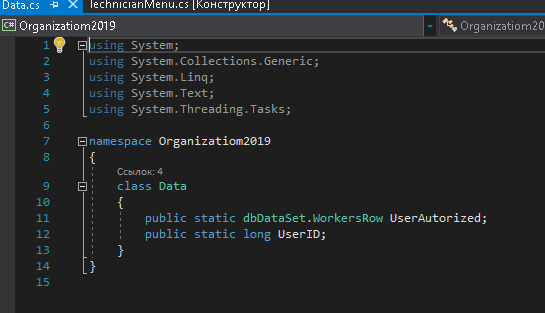 Data.cs TechnicianMenu.cs [Конструктор]
C# Organizatiom2019 Organizatiom20
1 using System;
2 using System.Collections.Generic;
3 using System.Linq;
4 using System.Text;
5 using System.Threading.Tasks;
6
7 namespace Organizatiom2019
8 {
Ссылок: 4
9 class Data
10 {
11 public static dbDataSet.WorkersRow UserAutorized;
12 public static long UserID;
13 }
14 }
15